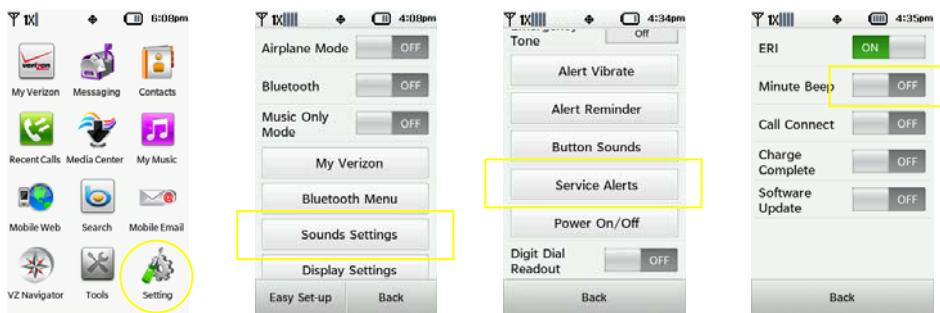 1X 6:08pm
verizon
My Verizon Messaging Contacts
Recent Calls Media Center My Music
Mobile Web Search Mobile Email
VZ Navigator Tools Setting
1X 4:08pm
Airplane Mode OFF
Bluetooth OFF
Music Only
Mode
OFF
My Verizon
Bluetooth Menu
Sounds Settings
Display Settings
Easy Set-up Back
1X 4:34pm
Emergency
Tone
Off
Alert Vibrate
Alert Reminder
Button Sounds
Service Alerts
Power On/Off
Digit Dial
Readout
OFF
Back
1X 4:35pm
ERI ON
Minute Beep OFF
Call Connect OFF
Charge
Complete
OFF
Software
Update
OFF
Back